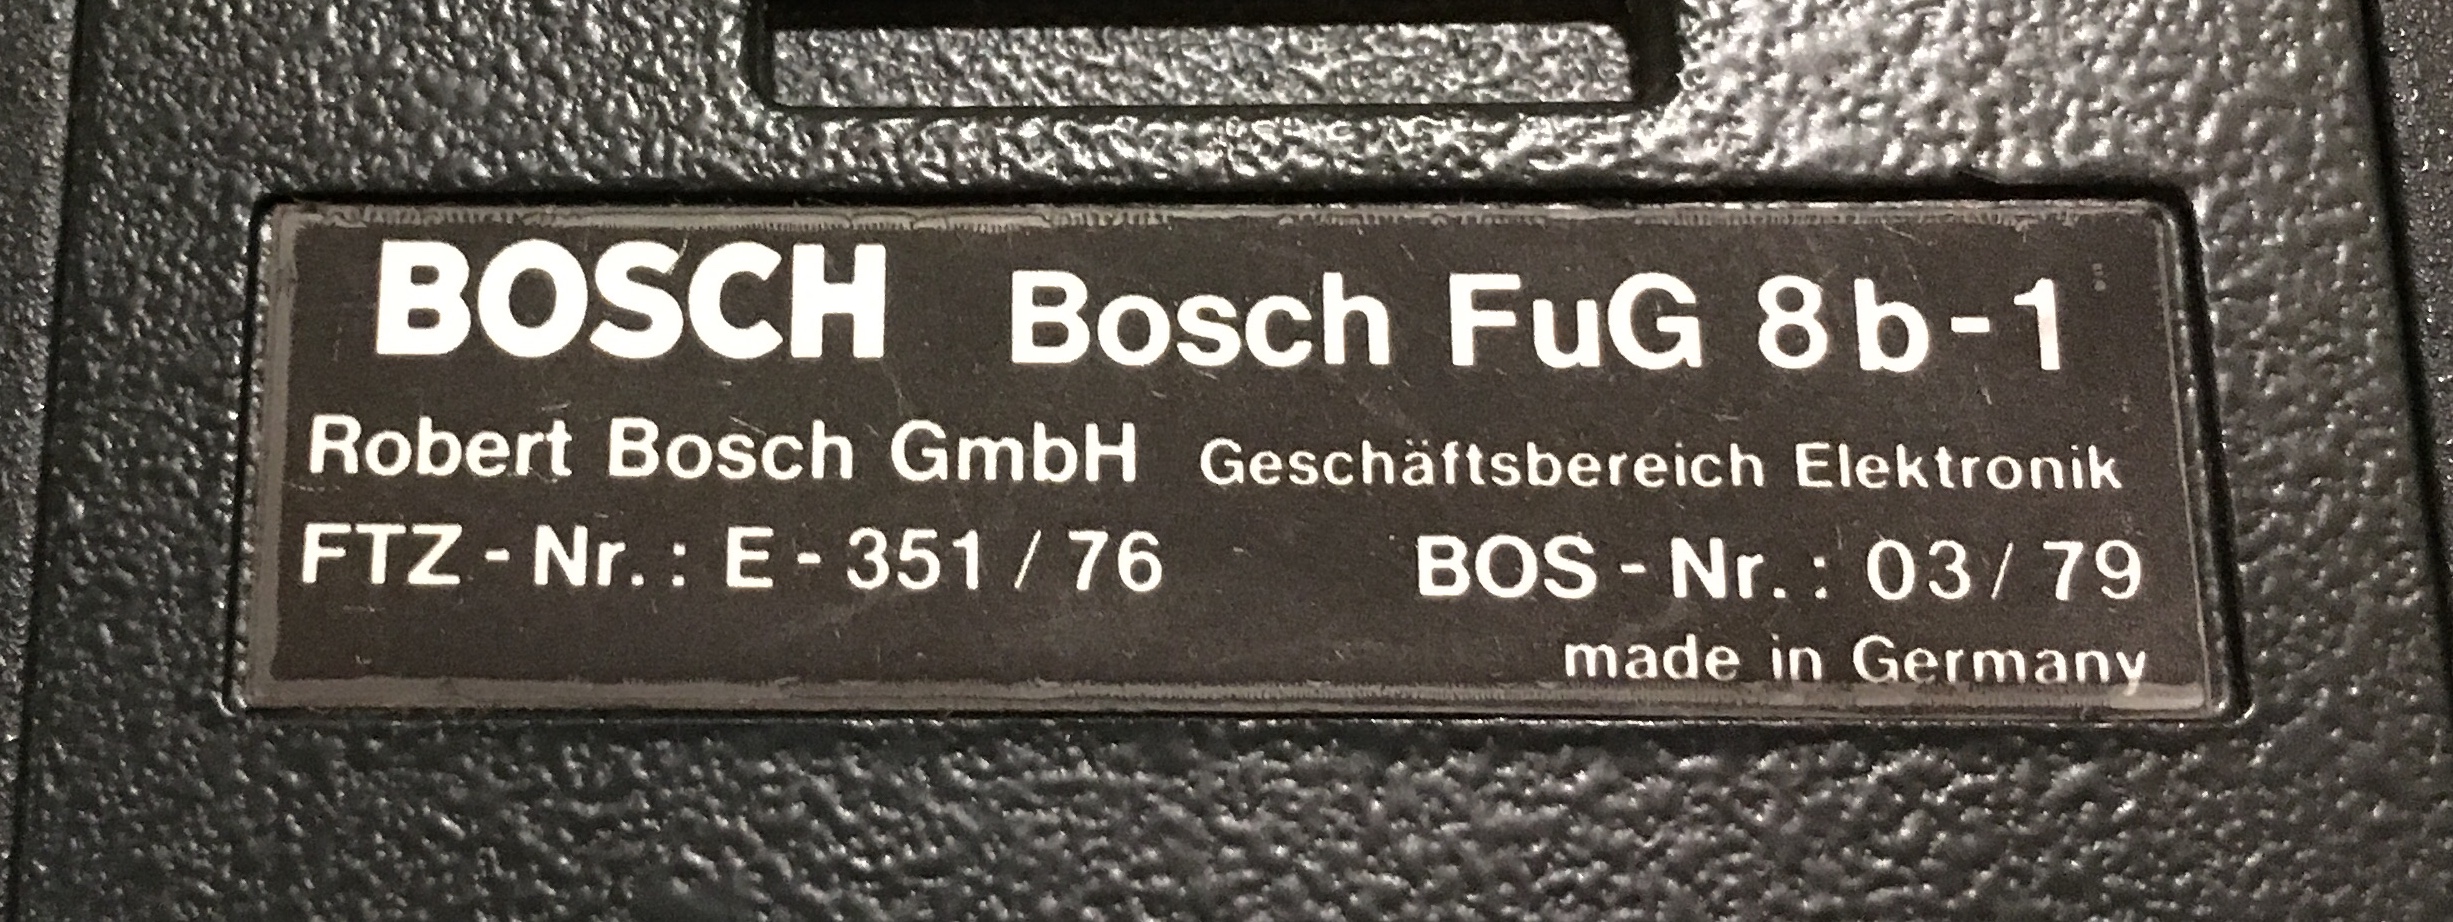 BOSCH Bosch FuG 8b-1
Robert Bosch GmbH Geschäftsbereich Elektronik
FTZ - Nr. : E - 351 / 76 BOS - Nr. : 03 / 79
made in Germany